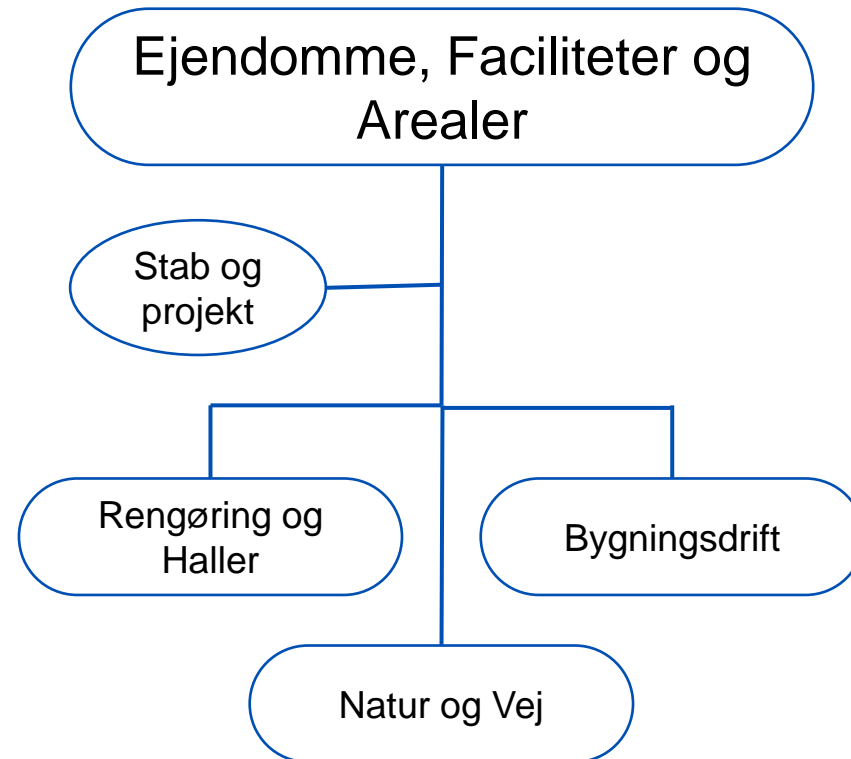 Ejendomme, Faciliteter og
Arealer
Stab og
projekt
Rengøring og
Haller
Bygningsdrift
Natur og Vej